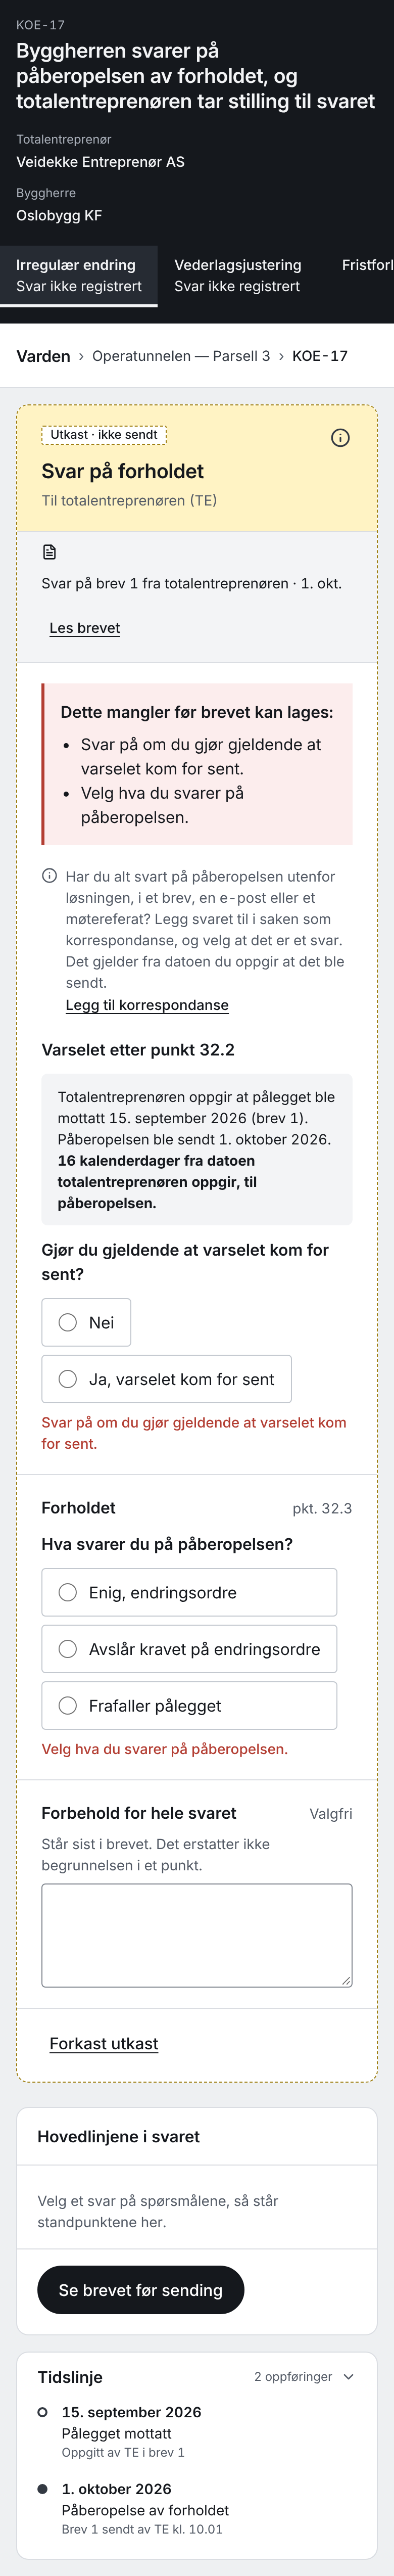 KOE-17
Byggherren svarer på
påberopelsen av forholdet, og
totalentreprenøren tar stilling til svaret
Totalentreprenør
Veidekke Entreprenør AS
Byggherre
Oslobygg KF
Irregulær endring
Svar ikke registrert
Vederlagsjustering
Svar ikke registrert
Fristforl
Varden › Operatunnelen — Parsell 3 › KOE-17
Utkast · ikke sendt
Svar på forholdet
Til totalentreprenøren (TE)
Svar på brev 1 fra totalentreprenøren · 1. okt.
Les brevet
Dette mangler før brevet kan lages:
• Svar på om du gjør gjeldende at
varselet kom for sent.
• Velg hva du svarer på
påberopelsen.
Har du alt svart på påberopelsen utenfor
løsningen, i et brev, en e-post eller et
møtereferat? Legg svaret til i saken som
korrespondanse, og velg at det er et svar.
Det gjelder fra datoen du oppgir at det ble
sendt.
Legg til korrespondanse
Varselet etter punkt 32.2
Totalentreprenøren oppgir at pålegget ble
mottatt 15. september 2026 (brev 1).
Påberopelsen ble sendt 1. oktober 2026.
16 kalenderdager fra datoen
totalentreprenøren oppgir, til
påberopelsen.
Gjør du gjeldende at varselet kom for
sent?
Nei
Ja, varselet kom for sent
Svar på om du gjør gjeldende at varselet kom
for sent.
Forholdet pkt. 32.3
Hva svarer du på påberopelsen?
Enig, endringsordre
Avslår kravet på endringsordre
Frafaller pålegget
Velg hva du svarer på påberopelsen.
Forbehold for hele svaret Valgfri
Står sist i brevet. Det erstatter ikke
begrunnelsen i et punkt.
Forkast utkast
Hovedlinjene i svaret
Velg et svar på spørsmålene, så står
standpunktene her.
Se brevet før sending
Tidslinje 2 oppføringer
15. september 2026
Pålegget mottatt
Oppgitt av TE i brev 1
1. oktober 2026
Påberopelse av forholdet
Brev 1 sendt av TE kl. 10.01